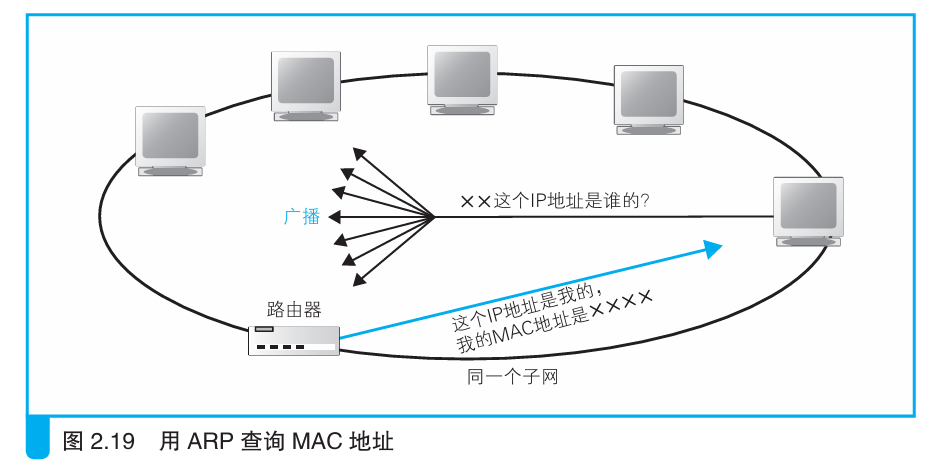 ××这个IP地址是谁的？
广播
路由器
这个IP地址是我的，
我的MAC地址是××××
同一个子网
图 2.19 用 ARP 查询 MAC 地址